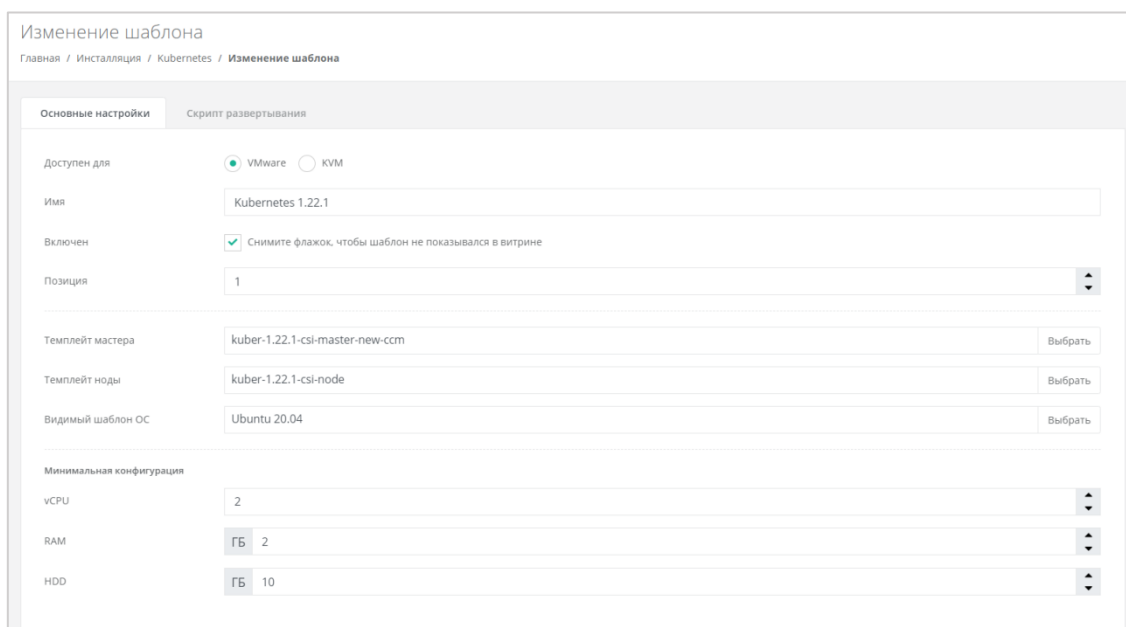 Изменение шаблона
Главная / Инсталляция / Kubernetes / Изменение шаблона
Основные настройки Скрипт развертывания
Доступен для VMware KVM
Имя Kubernetes 1.22.1
Включен Снимите флажок, чтобы шаблон не показывался в витрине
Позиция 1
Темплейт мастера kuber-1.22.1-csi-master-new-ccm Выбрать
Темплейт ноды kuber-1.22.1-csi-node Выбрать
Видимый шаблон ОС Ubuntu 20.04 Выбрать
Минимальная конфигурация
vCPU 2
RAM ГБ 2
HDD ГБ 10